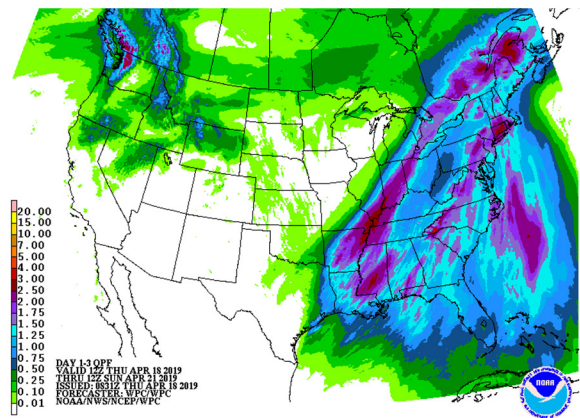 20.00
15.00
10.00
7.00
5.00
4.00
3.00
2.50
2.00
1.75
1.50
1.25
1.00
0.75
0.50
0.25
0.10
0.01
DAY 1-3 QPF
VALID 12Z THU APR 18 2019
THRU 12Z SUN APR 21 2019
ISSUED: 0831Z THU APR 18 2019
FORECASTER: WPC/WPC
NOAA/NWS/NCEP/WPC
NOAA